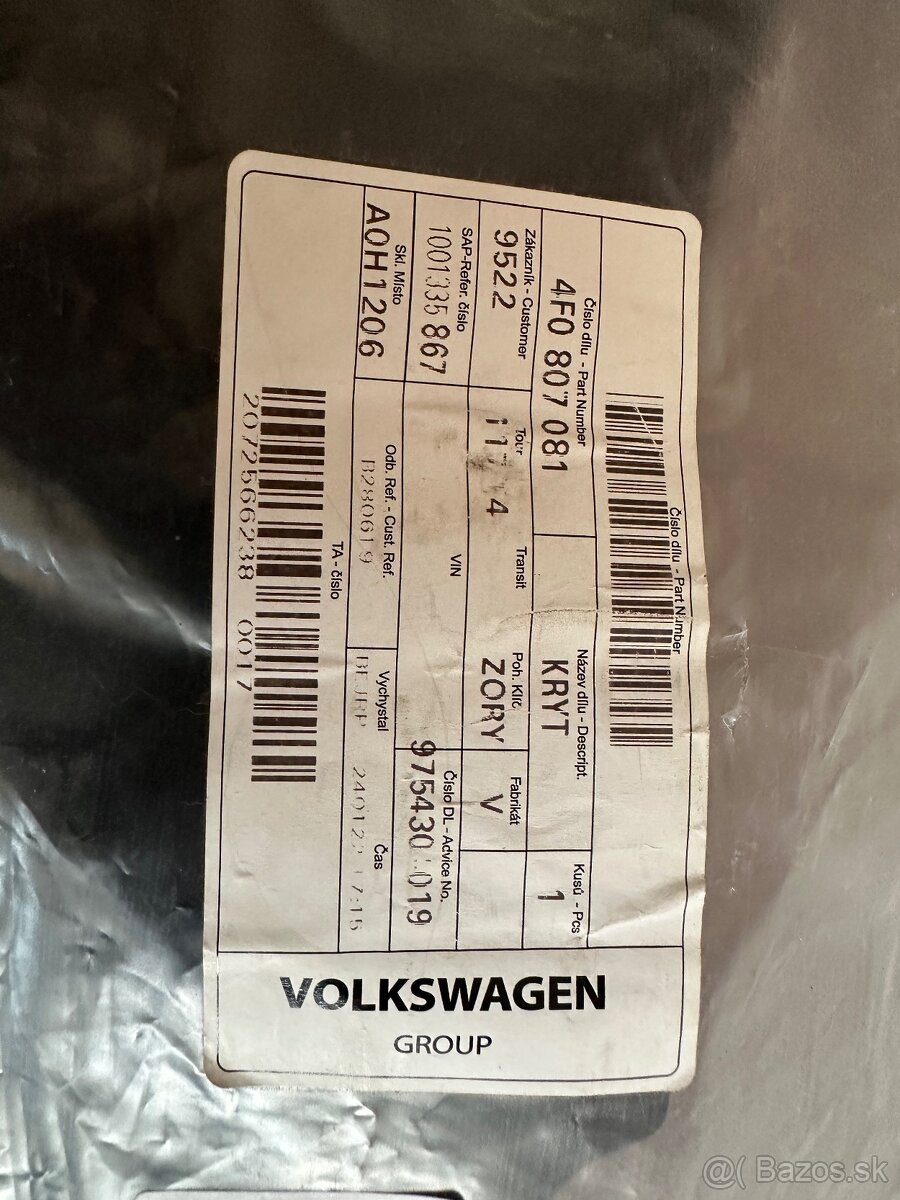 Číslo dílu - Part Number
Číslo dílu - Part Number
4F0 807 081
Název dílu - Descript.
KRYT
Kusů - Pcs
1
Zákazník - Customer
9522
Tour
Transit
Poh. Klíč
ZORY
Fabrikát
V
SAP-Refer. číslo
1001335867
VIN
Číslo DL - Advice No.
Skl. Místo
A0H1206
Odb. Ref. - Cust. Ref.
B280619
Vychystal
Čas
TA - číslo
2072566238 0017
VOLKSWAGEN
GROUP
@( Bazos.sk